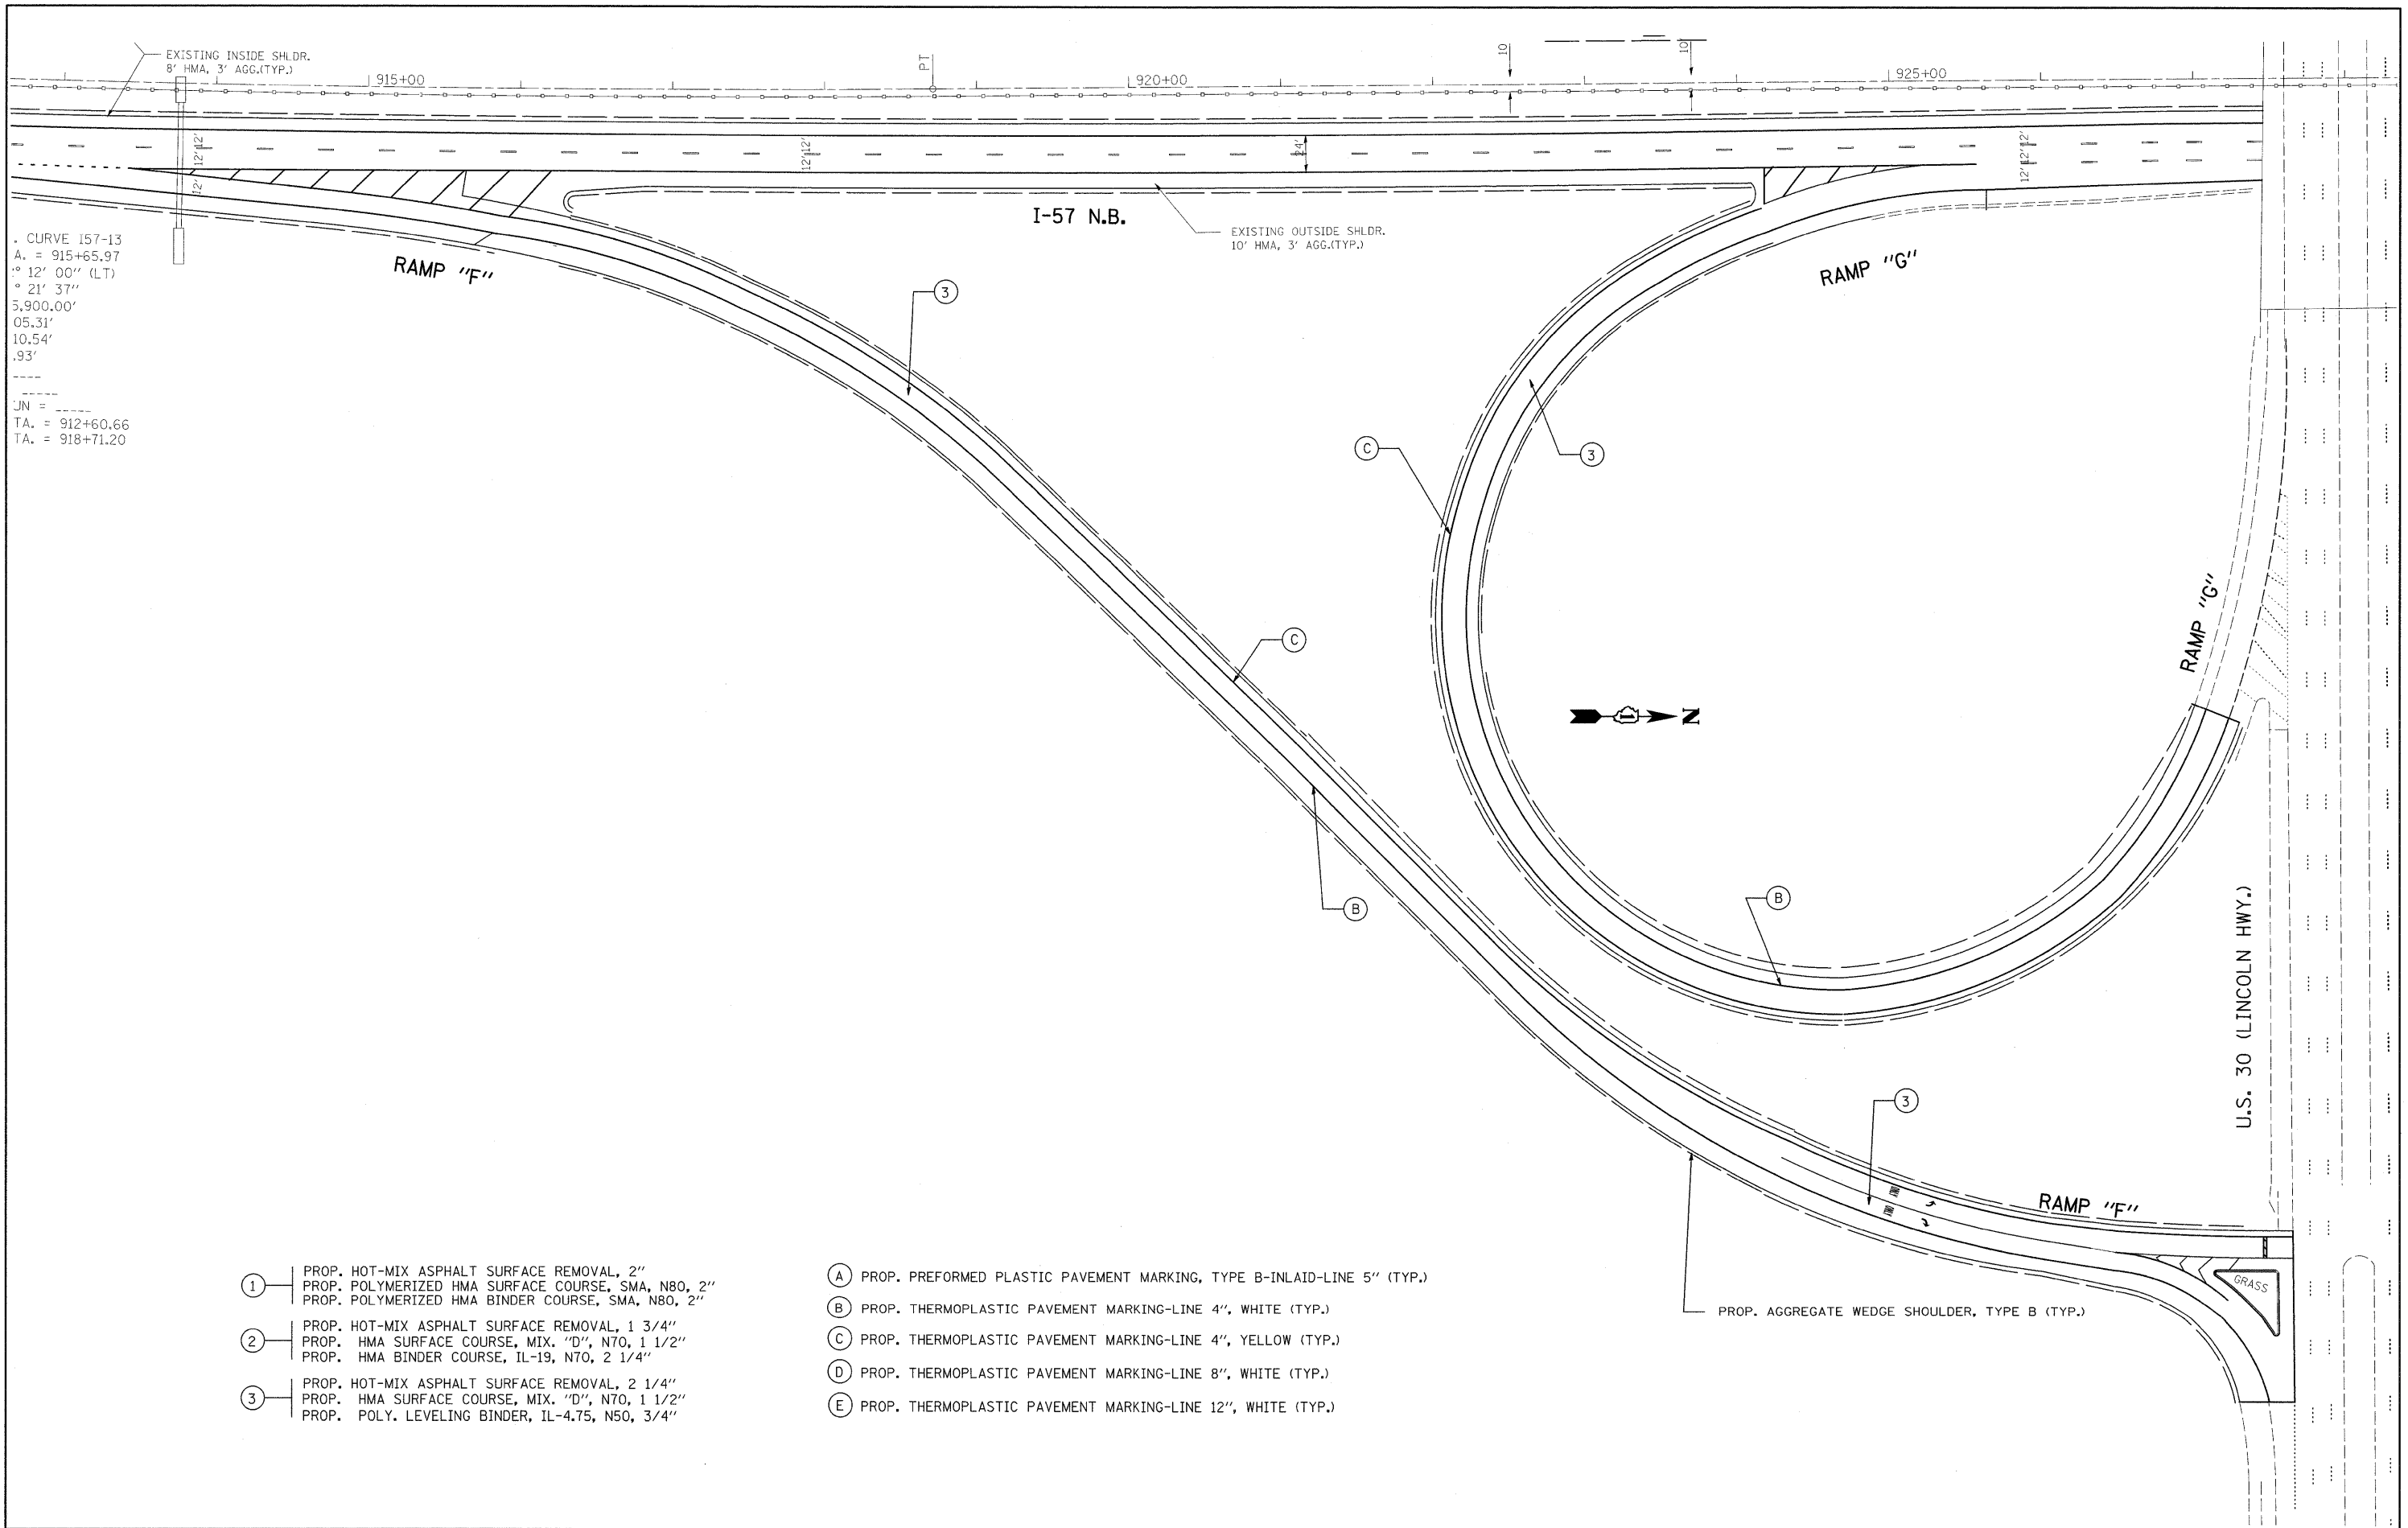 EXISTING INSIDE SHLDR.
8' HMA, 3' AGG.(TYP.)
915+00
PT
920+00
10'
10'
925+00
12' 12'
12'
12' 12'
24'
12' 12' 12'
I-57 N.B.
EXISTING OUTSIDE SHLDR.
10' HMA, 3' AGG.(TYP.)
RAMP "F"
RAMP "G"
. CURVE I57-13
A. = 915+65.97
° 12' 00" (LT)
° 21' 37"
5,900.00'
05.31'
10.54'
.93'
----
-----
UN = -----
TA. = 912+60.66
TA. = 918+71.20
3
3
C
C
B
B
N
RAMP "G"
U.S. 30 (LINCOLN HWY.)
3
RAMP "F"
GRASS
PROP. AGGREGATE WEDGE SHOULDER, TYPE B (TYP.)
1
PROP. HOT-MIX ASPHALT SURFACE REMOVAL, 2"
PROP. POLYMERIZED HMA SURFACE COURSE, SMA, N80, 2"
PROP. POLYMERIZED HMA BINDER COURSE, SMA, N80, 2"
2
PROP. HOT-MIX ASPHALT SURFACE REMOVAL, 1 3/4"
PROP. HMA SURFACE COURSE, MIX. "D", N70, 1 1/2"
PROP. HMA BINDER COURSE, IL-19, N70, 2 1/4"
3
PROP. HOT-MIX ASPHALT SURFACE REMOVAL, 2 1/4"
PROP. HMA SURFACE COURSE, MIX. "D", N70, 1 1/2"
PROP. POLY. LEVELING BINDER, IL-4.75, N50, 3/4"
A PROP. PREFORMED PLASTIC PAVEMENT MARKING, TYPE B-INLAID-LINE 5" (TYP.)
B PROP. THERMOPLASTIC PAVEMENT MARKING-LINE 4", WHITE (TYP.)
C PROP. THERMOPLASTIC PAVEMENT MARKING-LINE 4", YELLOW (TYP.)
D PROP. THERMOPLASTIC PAVEMENT MARKING-LINE 8", WHITE (TYP.)
E PROP. THERMOPLASTIC PAVEMENT MARKING-LINE 12", WHITE (TYP.)